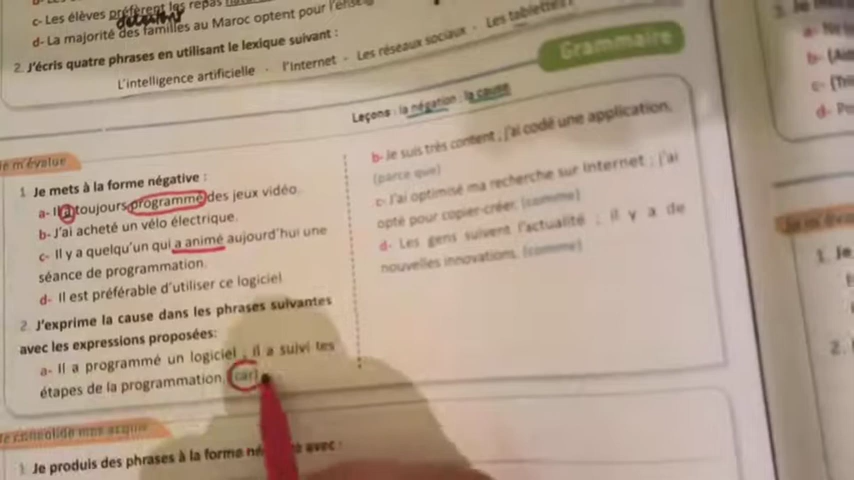 c- Les élèves préfèrent les repas
d- La majorité des familles au Maroc optent pour l'ense
2. J'écris quatre phrases en utilisant le lexique suivant :
L'intelligence artificielle · l'Internet · Les réseaux sociaux · Les tablettes
Grammaire
Leçons : la négation ; la cause
Je m'évalue
1. Je mets à la forme négative :
a- Il a toujours programmé des jeux vidéo.
b- J'ai acheté un vélo électrique.
c- Il y a quelqu'un qui a animé aujourd'hui une
séance de programmation.
d- Il est préférable d'utiliser ce logiciel
2. J'exprime la cause dans les phrases suivantes
avec les expressions proposées:
a- Il a programmé un logiciel ; il a suivi les
étapes de la programmation. (car)
b- Je suis très content ; j'ai codé une application.
(parce que)
c- J'ai optimisé ma recherche sur Internet ; j'ai
opté pour copier-créer. (comme)
d- Les gens suivent l'actualité ; il y a de
nouvelles innovations. (comme)
Je consolide mes acquis
1. Je produis des phrases à la forme avec :
3.
a-
b-
c-
d-
1. Je
2.